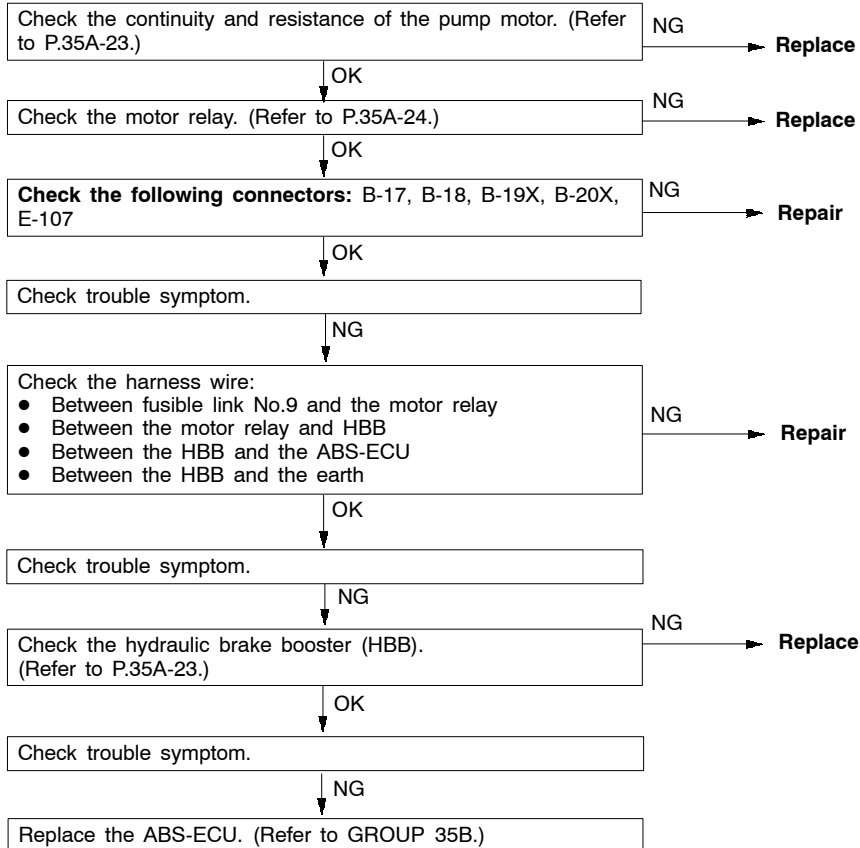 Check the continuity and resistance of the pump motor. (Refer
to P.35A-23.)
NG
Replace
OK
Check the motor relay. (Refer to P.35A-24.)
NG
Replace
OK
Check the following connectors: B-17, B-18, B-19X, B-20X,
E-107
NG
Repair
OK
Check trouble symptom.
NG
Check the harness wire:
● Between fusible link No.9 and the motor relay
● Between the motor relay and HBB
● Between the HBB and the ABS-ECU
● Between the HBB and the earth
NG
Repair
OK
Check trouble symptom.
NG
Check the hydraulic brake booster (HBB).
(Refer to P.35A-23.)
NG
Replace
OK
Check trouble symptom.
NG
Replace the ABS-ECU. (Refer to GROUP 35B.)